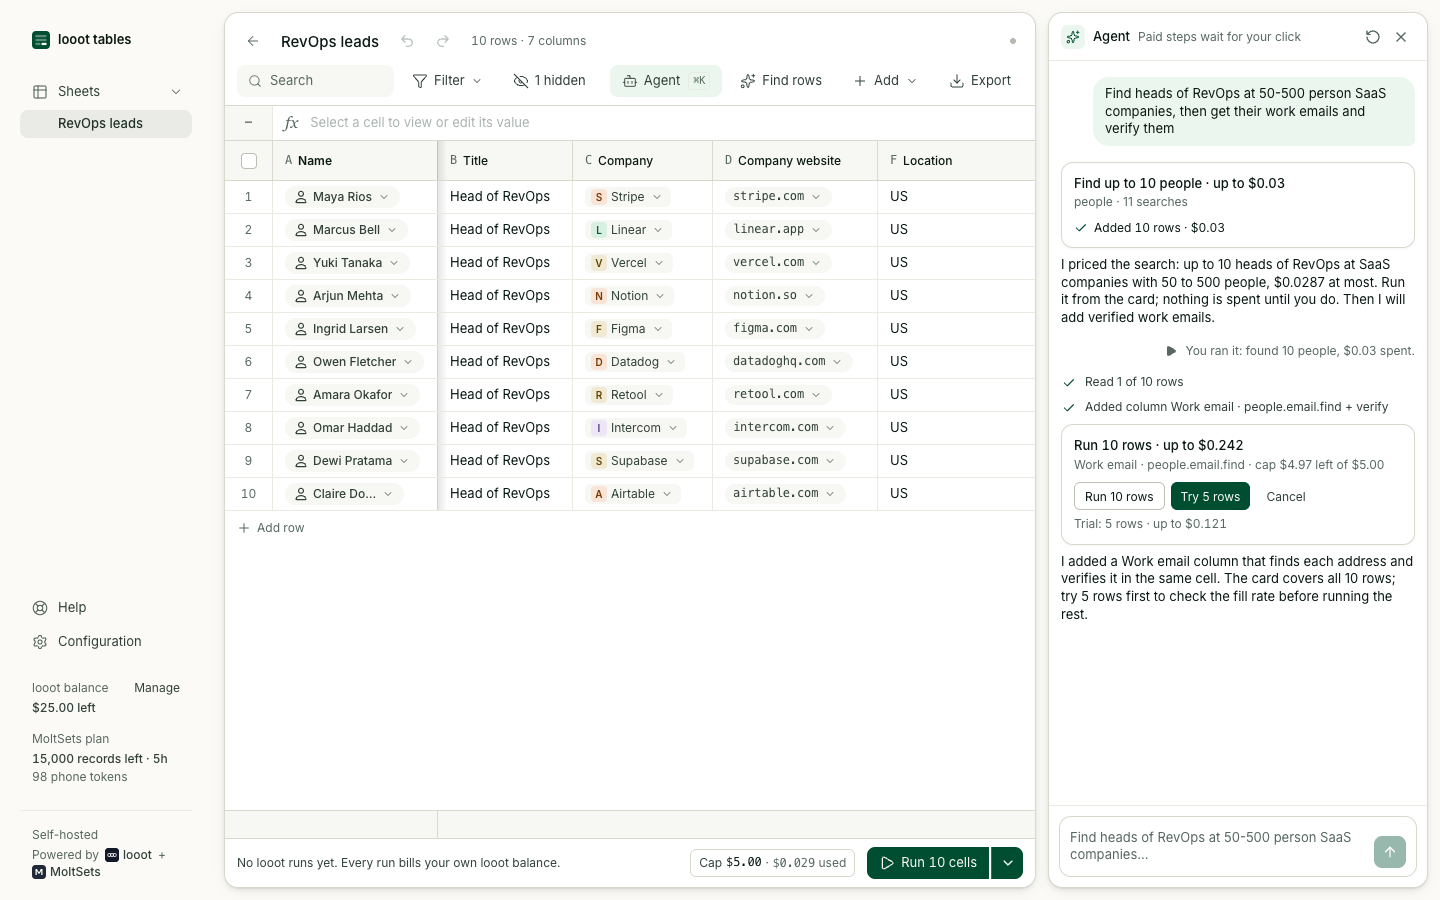 looot tables
Sheets
RevOps leads
Help
Configuration
looot balance Manage
$25.00 left
MoltSets plan
15,000 records left · 5h
98 phone tokens
Self-hosted
Powered by looot +
M MoltSets
RevOps leads 10 rows · 7 columns
Search Filter 1 hidden Agent ⌘K Find rows Add Export
– fx Select a cell to view or edit its value
A Name B Title C Company D Company website F Location
1 Maya Rios Head of RevOps S Stripe stripe.com US
2 Marcus Bell Head of RevOps L Linear linear.app US
3 Yuki Tanaka Head of RevOps V Vercel vercel.com US
4 Arjun Mehta Head of RevOps N Notion notion.so US
5 Ingrid Larsen Head of RevOps F Figma figma.com US
6 Owen Fletcher Head of RevOps D Datadog datadoghq.com US
7 Amara Okafor Head of RevOps R Retool retool.com US
8 Omar Haddad Head of RevOps I Intercom intercom.com US
9 Dewi Pratama Head of RevOps S Supabase supabase.com US
10 Claire Do... Head of RevOps A Airtable airtable.com US
Add row
No looot runs yet. Every run bills your own looot balance. Cap $5.00 · $0.029 used Run 10 cells
Agent Paid steps wait for your click
Find heads of RevOps at 50-500 person SaaS
companies, then get their work emails and
verify them
Find up to 10 people · up to $0.03
people · 11 searches
Added 10 rows · $0.03
I priced the search: up to 10 heads of RevOps at SaaS
companies with 50 to 500 people, $0.0287 at most. Run
it from the card; nothing is spent until you do. Then I will
add verified work emails.
You ran it: found 10 people, $0.03 spent.
Read 1 of 10 rows
Added column Work email · people.email.find + verify
Run 10 rows · up to $0.242
Work email · people.email.find · cap $4.97 left of $5.00
Run 10 rows Try 5 rows Cancel
Trial: 5 rows · up to $0.121
I added a Work email column that finds each address and
verifies it in the same cell. The card covers all 10 rows;
try 5 rows first to check the fill rate before running the
rest.
Find heads of RevOps at 50-500 person SaaS
companies...